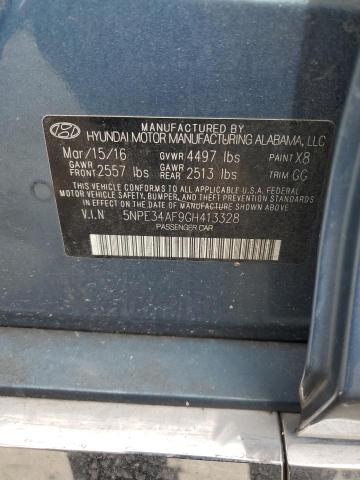 MANUFACTURED BY
HYUNDAI MOTOR MANUFACTURING ALABAMA, LLC
Mar/15/16 GVWR 4497 lbs PAINT X8
GAWR FRONT 2557 lbs GAWR REAR 2513 lbs TRIM GG
THIS VEHICLE CONFORMS TO ALL APPLICABLE U.S.A. FEDERAL
MOTOR VEHICLE SAFETY, BUMPER, AND THEFT PREVENTION
STANDARDS IN EFFECT ON THE DATE OF MANUFACTURE SHOWN ABOVE.
V.I.N 5NPE34AF9GH413328
PASSENGER CAR